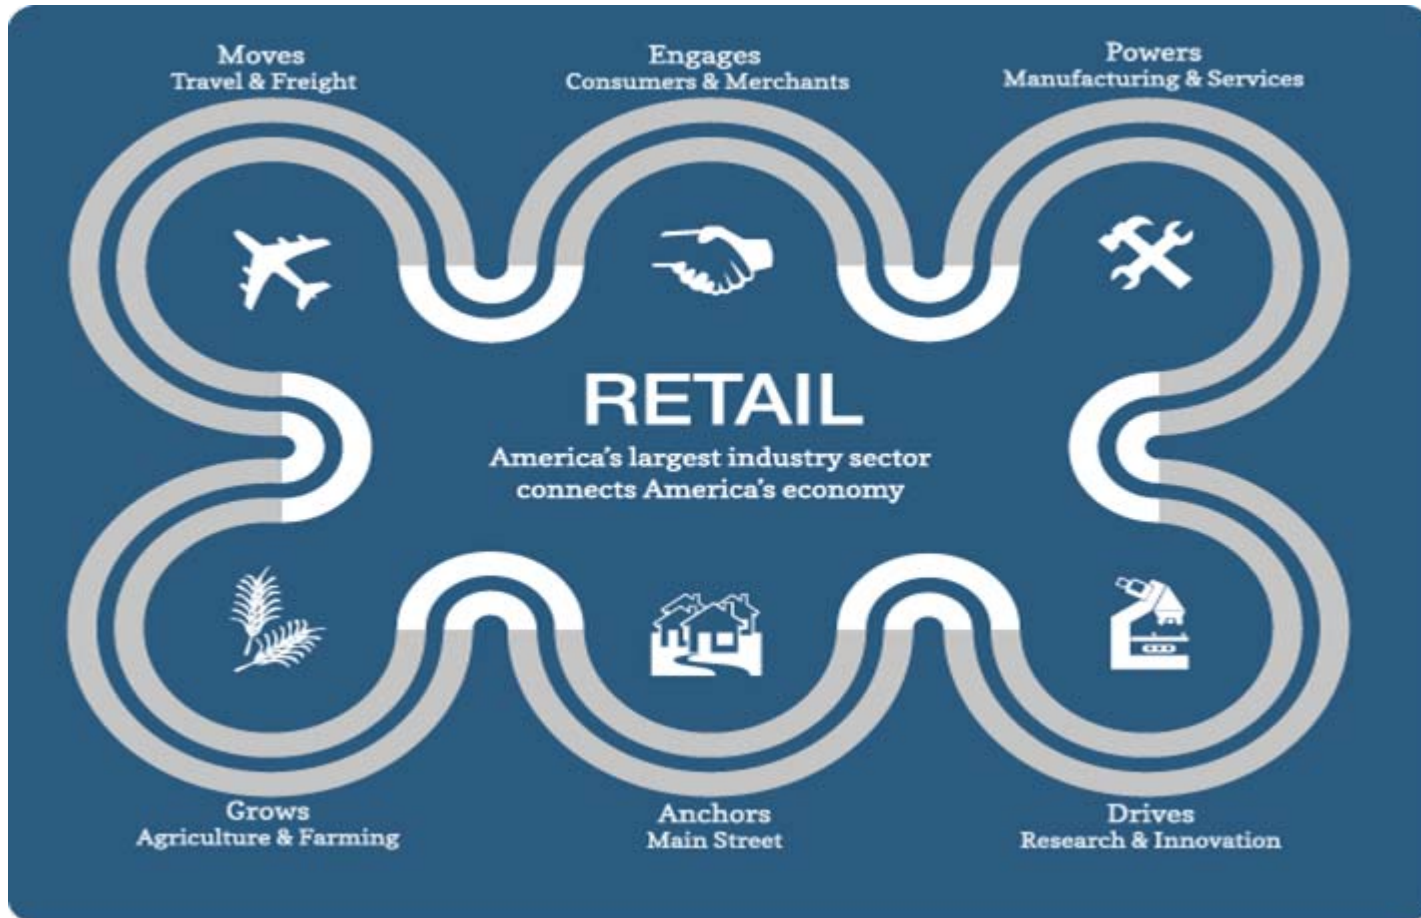 Moves
Travel & Freight
Engages
Consumers & Merchants
Powers
Manufacturing & Services
RETAIL
America's largest industry sector
connects America's economy
Grows
Agriculture & Farming
Anchors
Main Street
Drives
Research & Innovation